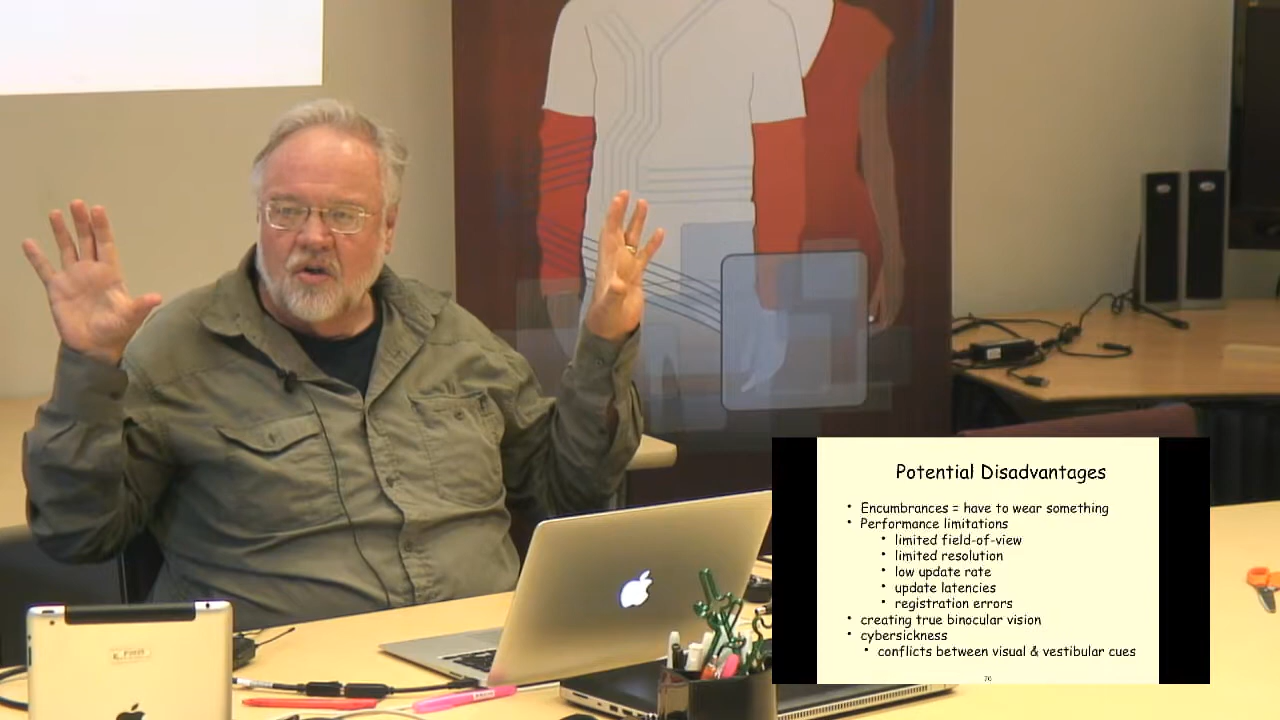 Potential Disadvantages
• Encumbrances = have to wear something
• Performance limitations
• limited field-of-view
• limited resolution
• low update rate
• update latencies
• registration errors
• creating true binocular vision
• cybersickness
• conflicts between visual & vestibular cues